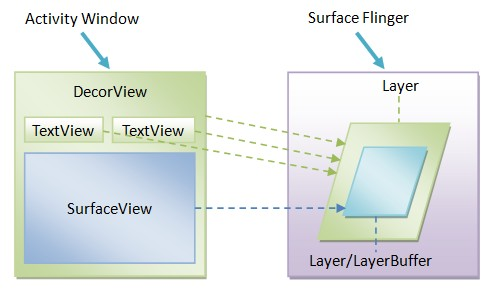 Activity Window
Surface Flinger
DecorView
Layer
TextView
TextView
SurfaceView
Layer/LayerBuffer